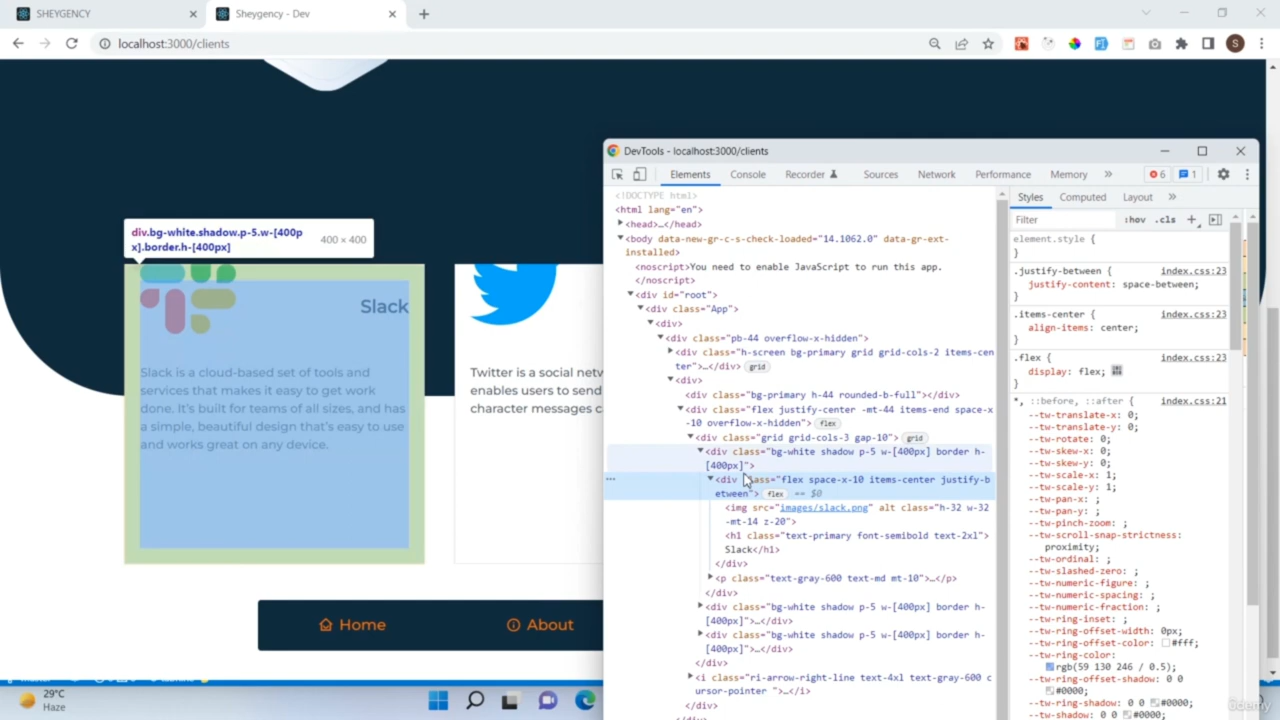 SHEYGENCY
Sheygency - Dev
localhost:3000/clients
S
div.bg-white.shadow.p-5.w-[400p
x].border.h-[400px]
400 × 400
Slack
Slack is a cloud-based set of tools and
services that makes it easy to get work
done. It's built for teams of all sizes, and has
a simple, beautiful design that's easy to use
and works great on any device.
Twitter is a social netw
enables users to send
character messages c
Home
About
29°C
Haze
DevTools - localhost:3000/clients
Elements Console Recorder Sources Network Performance Memory » 6 1
<!DOCTYPE html>
<html lang="en">
<head>…</head>
<body data-new-gr-c-s-check-loaded="14.1062.0" data-gr-ext-
installed>
<noscript>You need to enable JavaScript to run this app.
</noscript>
<div id="root">
<div class="App">
<div>
<div class="pb-44 overflow-x-hidden">
<div class="h-screen bg-primary grid grid-cols-2 items-cen
ter">…</div> grid
<div>
<div class="bg-primary h-44 rounded-b-full"></div>
<div class="flex justify-center -mt-44 items-end space-x
-10 overflow-x-hidden"> flex
<div class="grid grid-cols-3 gap-10"> grid
<div class="bg-white shadow p-5 w-[400px] border h-
[400px]">
<div class="flex space-x-10 items-center justify-b
etween"> flex == $0
<img src="images/slack.png" alt class="h-32 w-32
-mt-14 z-20">
<h1 class="text-primary font-semibold text-2xl">
Slack</h1>
</div>
<p class="text-gray-600 text-md mt-10">…</p>
</div>
<div class="bg-white shadow p-5 w-[400px] border h-
[400px]">…</div>
<div class="bg-white shadow p-5 w-[400px] border h-
[400px]">…</div>
</div>
<i class="ri-arrow-right-line text-4xl text-gray-600 c
ursor-pointer ">…</i>
</div>
</div>
Styles Computed Layout »
Filter :hov .cls +
element.style {
}
.justify-between { index.css:23
justify-content: space-between;
}
.items-center { index.css:23
align-items: center;
}
.flex { index.css:23
display: flex;
}
*, ::before, ::after { index.css:21
--tw-translate-x: 0;
--tw-translate-y: 0;
--tw-rotate: 0;
--tw-skew-x: 0;
--tw-skew-y: 0;
--tw-scale-x: 1;
--tw-scale-y: 1;
--tw-pan-x: ;
--tw-pan-y: ;
--tw-pinch-zoom: ;
--tw-scroll-snap-strictness:
proximity;
--tw-ordinal: ;
--tw-slashed-zero: ;
--tw-numeric-figure: ;
--tw-numeric-spacing: ;
--tw-numeric-fraction: ;
--tw-ring-inset: ;
--tw-ring-offset-width: 0px;
--tw-ring-offset-color: #fff;
--tw-ring-color:
rgb(59 130 246 / 0.5);
--tw-ring-offset-shadow: 0 0
#0000;
--tw-ring-shadow: 0 0 #0000;
--tw-shadow: 0 0 #0000;
ûdemy